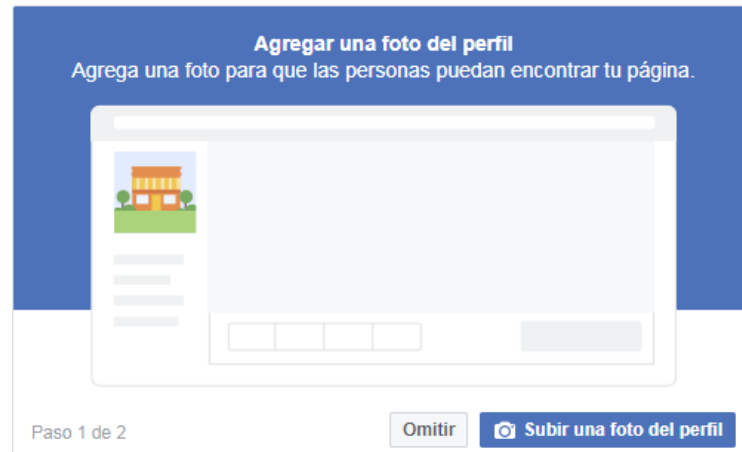 Agregar una foto del perfil
Agrega una foto para que las personas puedan encontrar tu página.
Paso 1 de 2
Omitir
Subir una foto del perfil